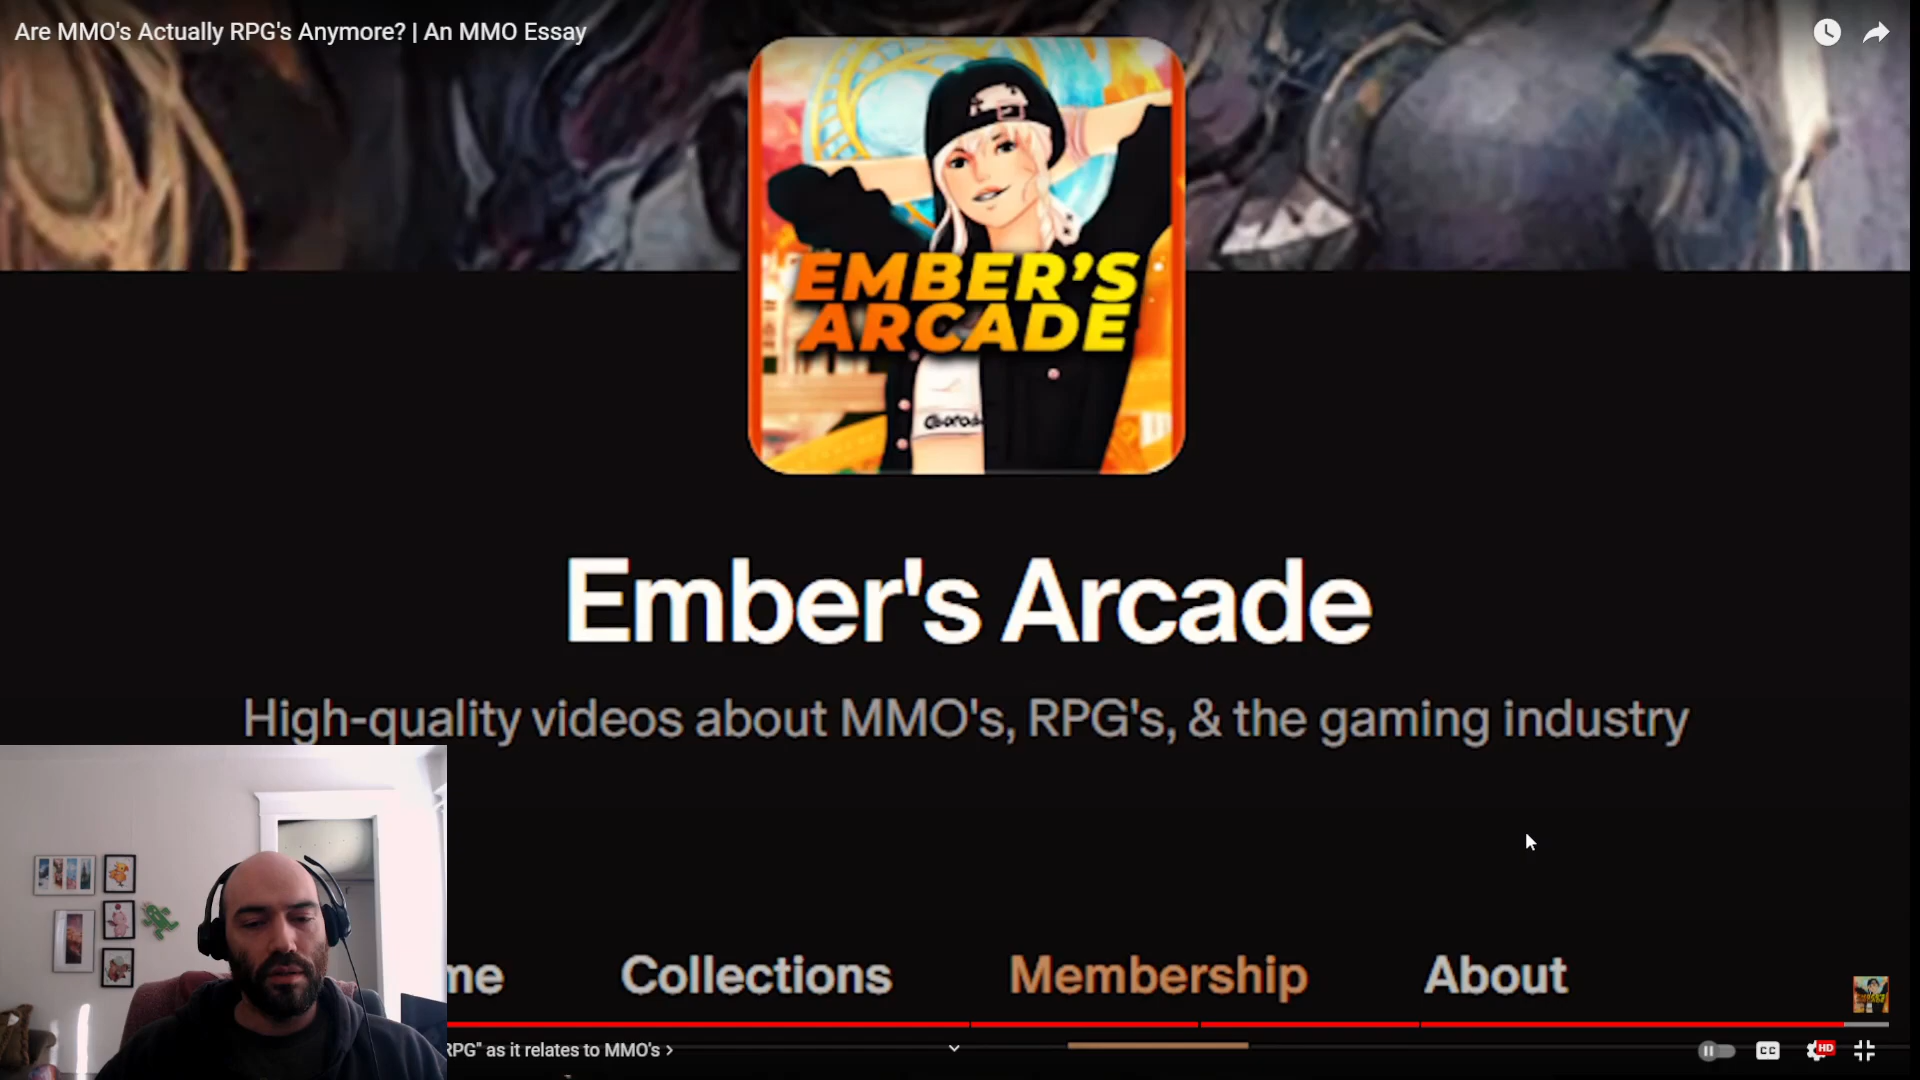 Are MMO's Actually RPG's Anymore? | An MMO Essay
EMBER'S
ARCADE
Ember's Arcade
High-quality videos about MMO's, RPG's, & the gaming industry
me
Collections
Membership
About
RPG" as it relates to MMO's >
CC
HD